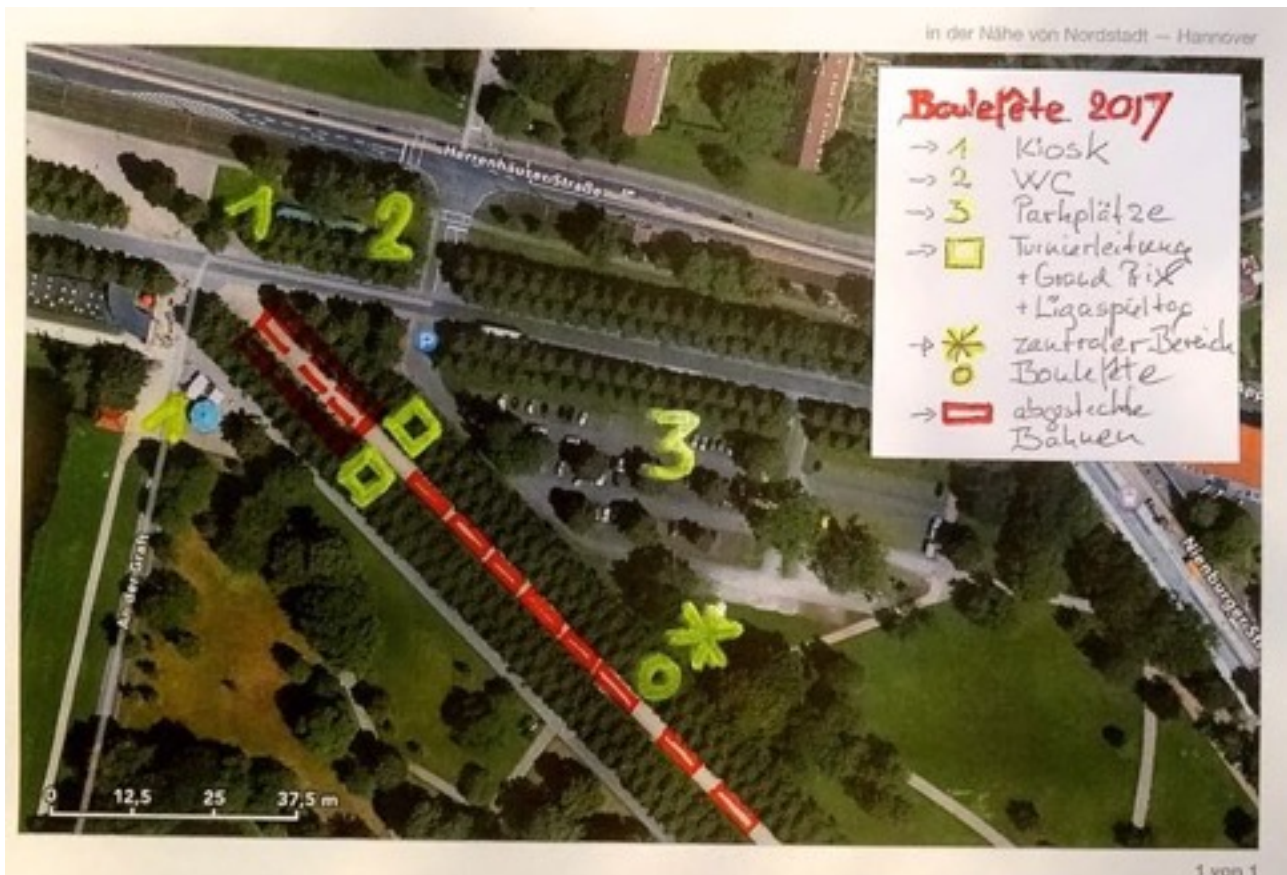 in der Nähe von Nordstadt — Hannover
Boulefête 2017
→ 1 Kiosk
→ 2 WC
→ 3 Parkplätze
→ Turnierleitung
+ Grand Prix
+ Ligaspieltag
→ zentraler Bereich
Boulefête
→ abgesteckte
Bahnen
Herrenhäuser Straße
1
2
P
1
3
An der Graft
Nienburger Str
0 12,5 25 37,5 m
1 von 1